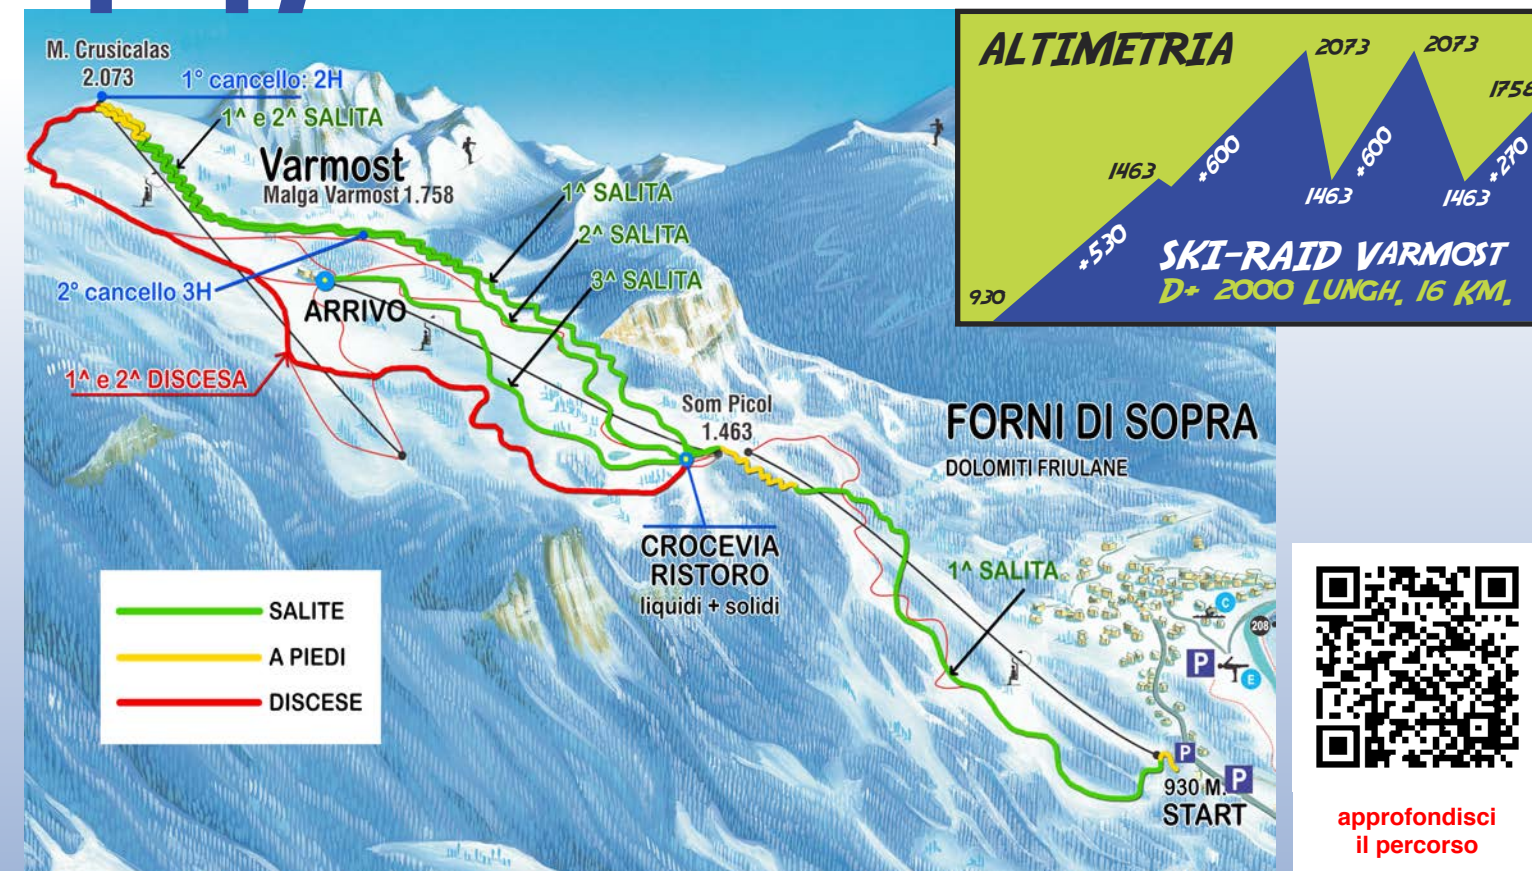 M. Crusicalas
2.073
1° cancello: 2H
1^ e 2^ SALITA
Varmost
Malga Varmost 1.758
1^ SALITA
2^ SALITA
3^ SALITA
2° cancello 3H
ARRIVO
1^ e 2^ DISCESA
Som Picol
1.463
FORNI DI SOPRA
DOLOMITI FRIULANE
CROCEVIA
RISTORO
liquidi + solidi
1^ SALITA
SALITE
A PIEDI
DISCESE
C
208
P
E
P
P
930 M.
START
ALTIMETRIA
2073
2073
1758
1463
+600
+600
+270
1463
1463
+530
930
SKI-RAID VARMOST
D+ 2000 LUNGH. 16 KM.
approfondisci
il percorso